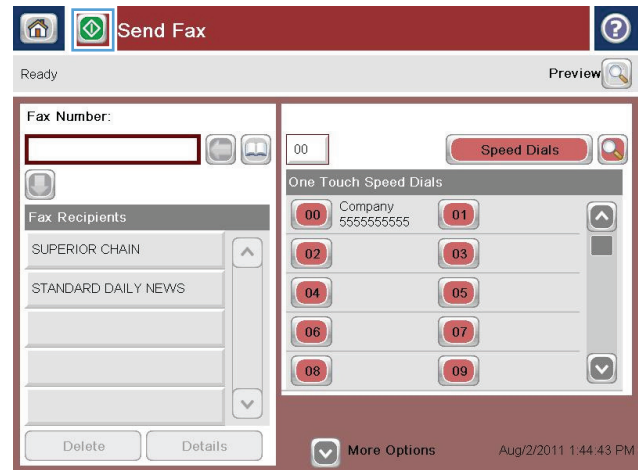 Send Fax
?
Ready
Preview
Fax Number:
00
Speed Dials
One Touch Speed Dials
Fax Recipients
00 Company 01
5555555555
SUPERIOR CHAIN
02 03
STANDARD DAILY NEWS
04 05
06 07
08 09
Delete Details
More Options
Aug/2/2011 1:44:43 PM